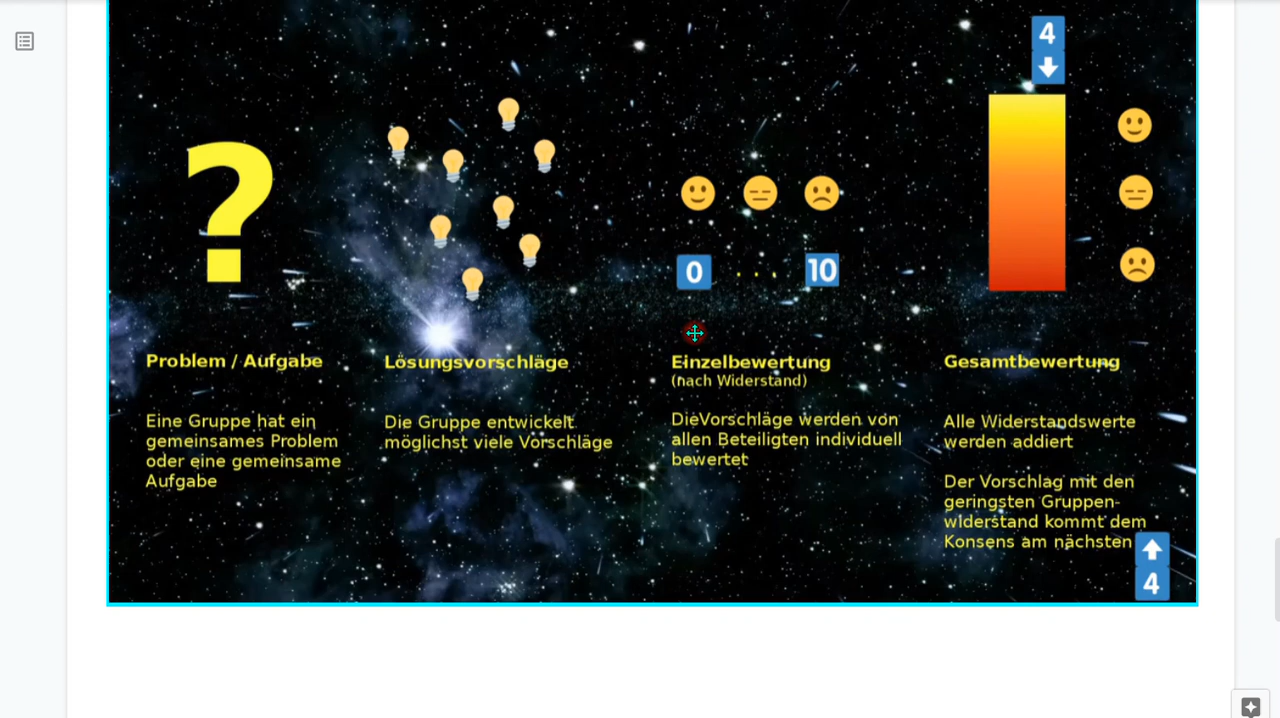 4
?
0 . . . 10
Problem / Aufgabe
Eine Gruppe hat ein
gemeinsames Problem
oder eine gemeinsame
Aufgabe
Lösungsvorschläge
Die Gruppe entwickelt
möglichst viele Vorschläge
Einzelbewertung
(nach Widerstand)
DieVorschläge werden von
allen Beteiligten individuell
bewertet
Gesamtbewertung
Alle Widerstandswerte
werden addiert
Der Vorschlag mit den
geringsten Gruppen-
widerstand kommt dem
Konsens am nächsten
4